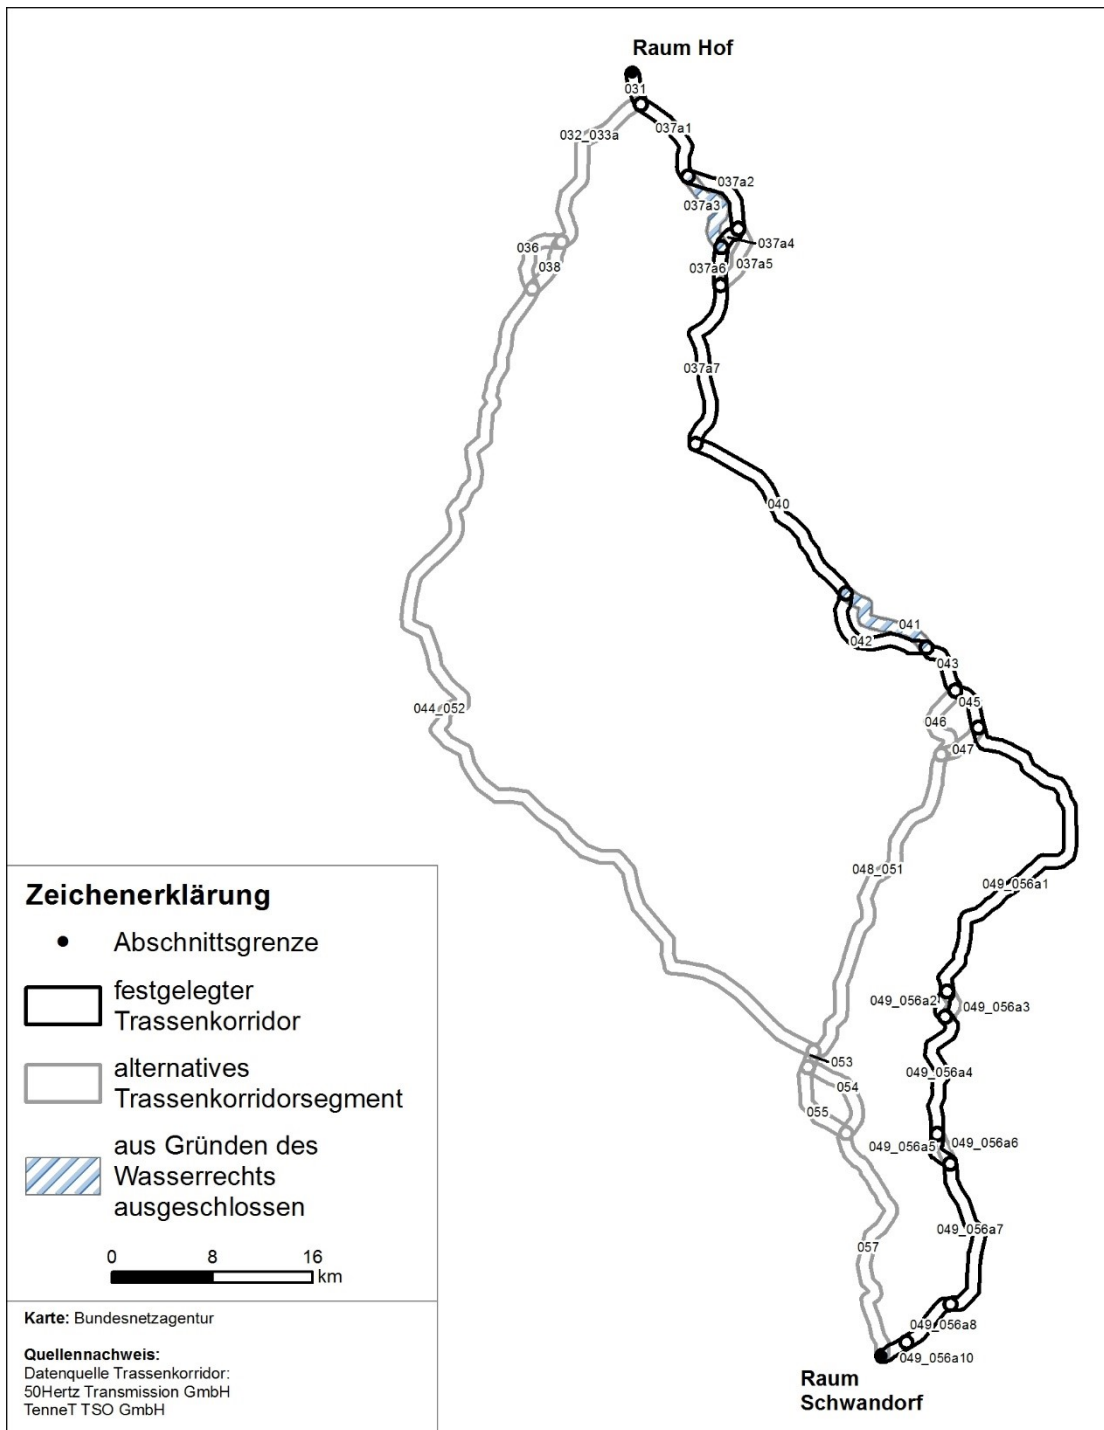 Raum Hof
031
037a1
032_033a
037a2
037a3
037a4
036
038
037a6
037a5
037a7
040
041
042
043
045
046
044_052
047
048_051
049_056a1
049_056a2
049_056a3
053
049_056a4
054
055
049_056a5
049_056a6
049_056a7
057
049_056a8
049_056a10
Raum
Schwandorf
Zeichenerklärung
Abschnittsgrenze
festgelegter
Trassenkorridor
alternatives
Trassenkorridorsegment
aus Gründen des
Wasserrechts
ausgeschlossen
0 8 16
km
Karte: Bundesnetzagentur
Quellennachweis:
Datenquelle Trassenkorridor:
50Hertz Transmission GmbH
TenneT TSO GmbH